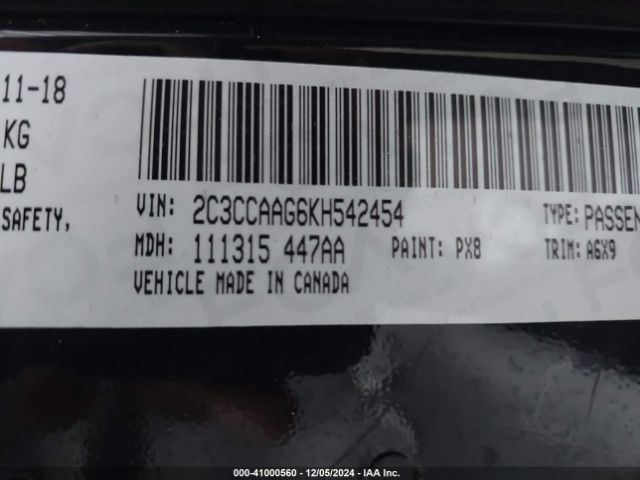 11-18
KG
LB
SAFETY,
VIN: 2C3CCAAG6KH542454
TYPE: PASSEN
MDH: 111315 447AA
PAINT: PX8
TRIM: A6X9
VEHICLE MADE IN CANADA
000-41000560 - 12/05/2024 - IAA Inc.